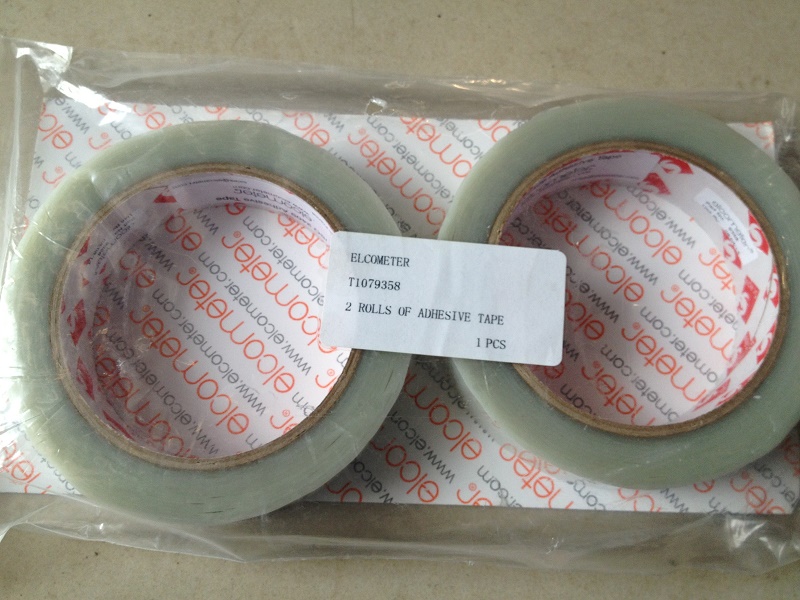 ELCOMETER
T1079358
2 ROLLS OF ADHESIVE TAPE
1 PCS
elcometer
www.elcometer.com